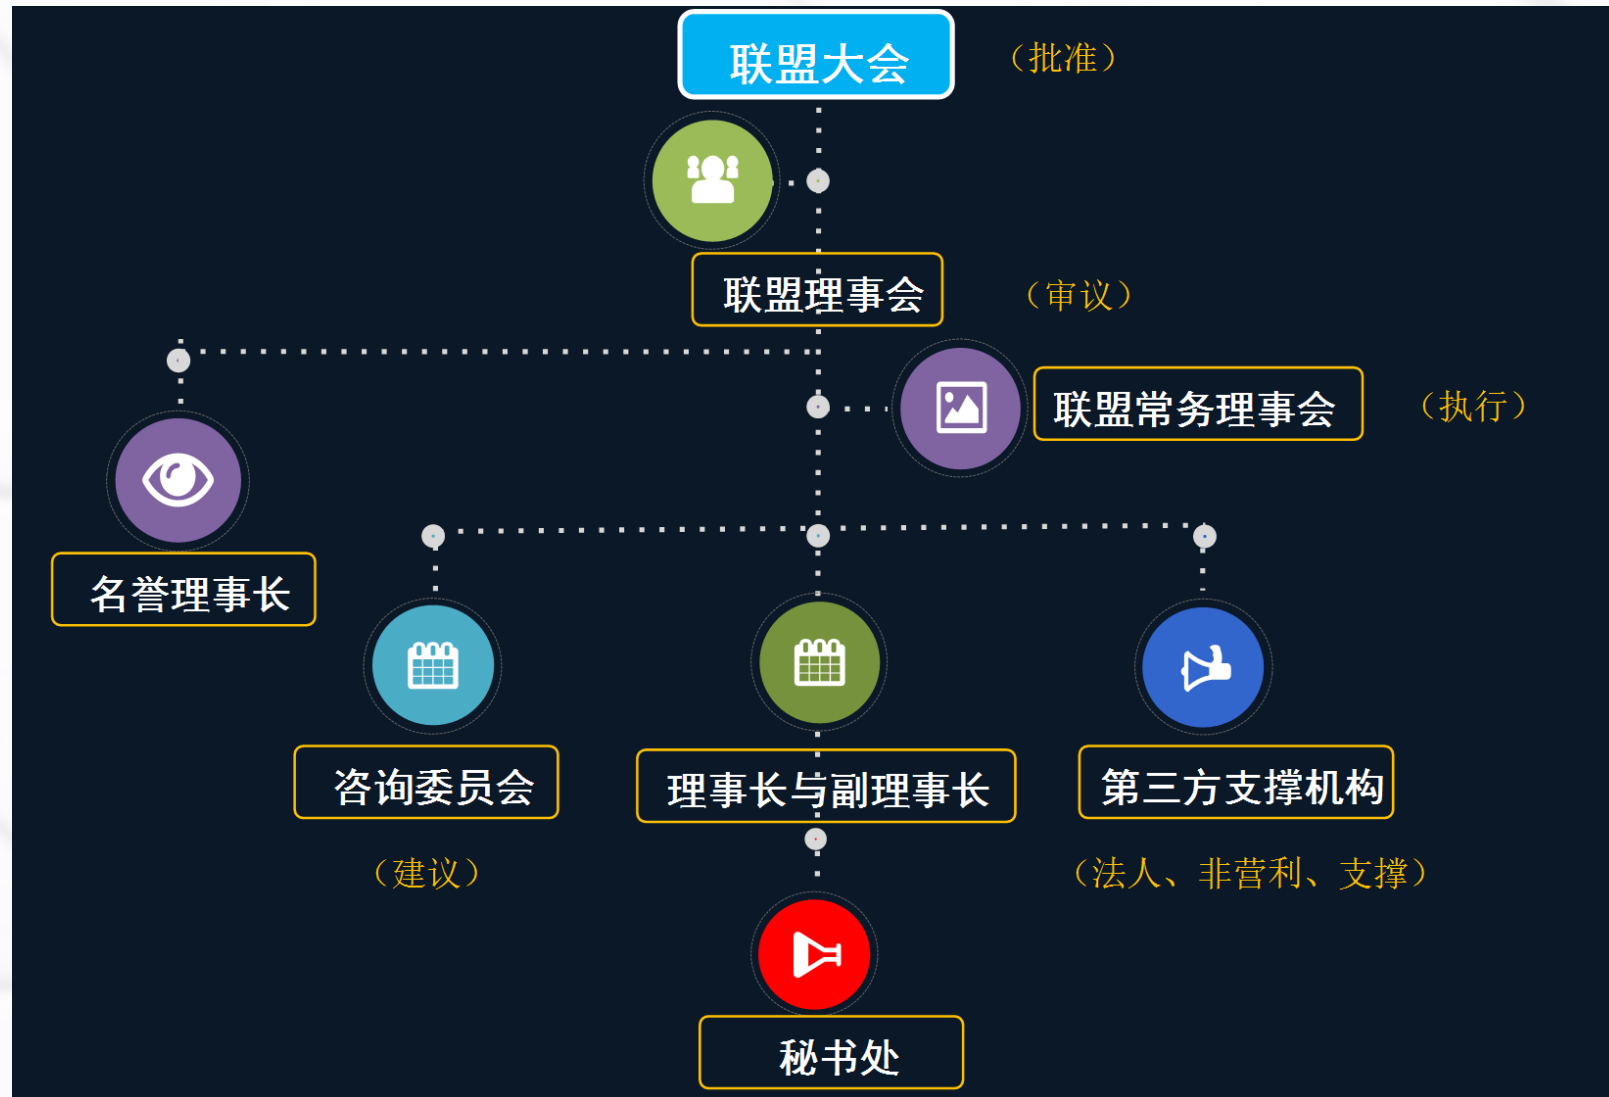 联盟大会
（批准）
联盟理事会
（审议）
联盟常务理事会
（执行）
名誉理事长
咨询委员会
（建议）
理事长与副理事长
第三方支撑机构
（法人、非营利、支撑）
秘书处